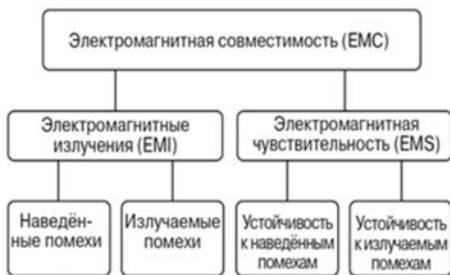 Электромагнитная совместимость (EMC)
Электромагнитные
излучения (EMI)
Электромагнитная
чувствительность (EMS)
Наведён-
ные помехи
Излучаемые
помехи
Устойчивость
к наведённым
помехам
Устойчивость
к излучаемым
помехам